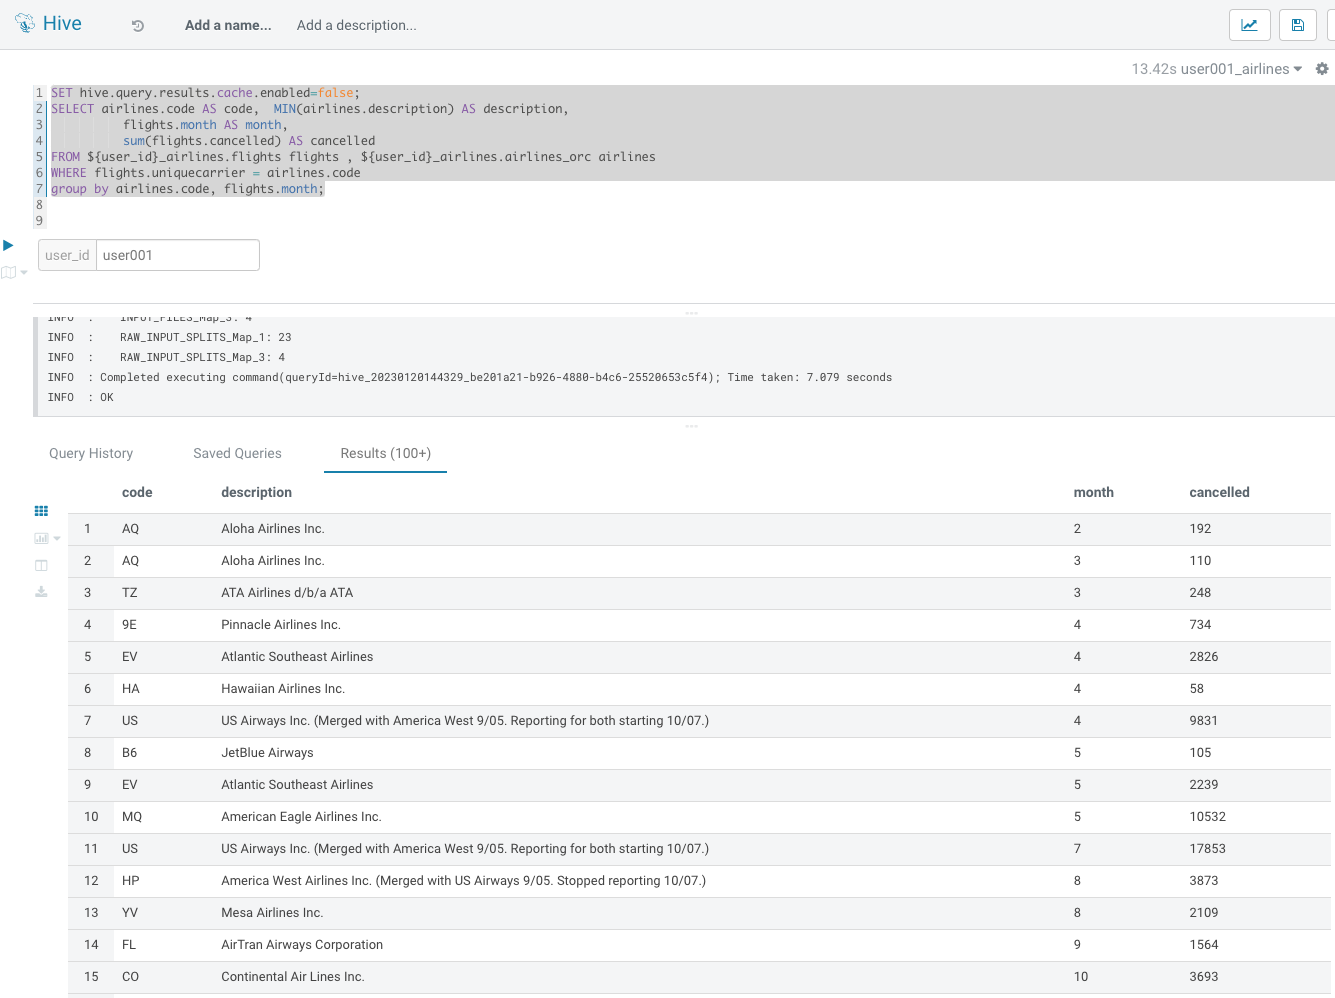 Hive Add a name... Add a description...
13.42s user001_airlines
1 SET hive.query.results.cache.enabled=false;
2 SELECT airlines.code AS code, MIN(airlines.description) AS description,
3 flights.month AS month,
4 sum(flights.cancelled) AS cancelled
5 FROM ${user_id}_airlines.flights flights , ${user_id}_airlines.airlines_orc airlines
6 WHERE flights.uniquecarrier = airlines.code
7 group by airlines.code, flights.month;
8
9
user_id user001
INFO : INPUT_FILES_Map_3: 4
INFO : RAW_INPUT_SPLITS_Map_1: 23
INFO : RAW_INPUT_SPLITS_Map_3: 4
INFO : Completed executing command(queryId=hive_20230120144329_be201a21-b926-4880-b4c6-25520653c5f4); Time taken: 7.079 seconds
INFO : OK
Query History Saved Queries Results (100+)
code description month cancelled
1 AQ Aloha Airlines Inc. 2 192
2 AQ Aloha Airlines Inc. 3 110
3 TZ ATA Airlines d/b/a ATA 3 248
4 9E Pinnacle Airlines Inc. 4 734
5 EV Atlantic Southeast Airlines 4 2826
6 HA Hawaiian Airlines Inc. 4 58
7 US US Airways Inc. (Merged with America West 9/05. Reporting for both starting 10/07.) 4 9831
8 B6 JetBlue Airways 5 105
9 EV Atlantic Southeast Airlines 5 2239
10 MQ American Eagle Airlines Inc. 5 10532
11 US US Airways Inc. (Merged with America West 9/05. Reporting for both starting 10/07.) 7 17853
12 HP America West Airlines Inc. (Merged with US Airways 9/05. Stopped reporting 10/07.) 8 3873
13 YV Mesa Airlines Inc. 8 2109
14 FL AirTran Airways Corporation 9 1564
15 CO Continental Air Lines Inc. 10 3693